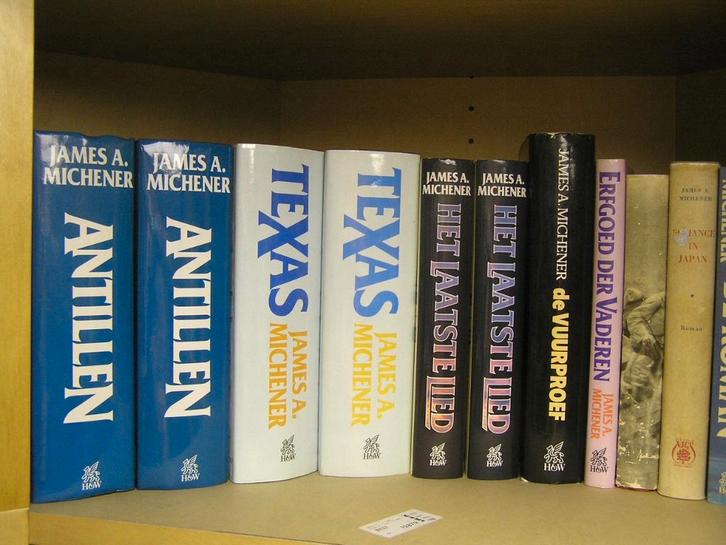 JAMES A.
MICHENER
ANTILLEN
H&W
JAMES A.
MICHENER
ANTILLEN
H&W
TEXAS
JAMES A.
MICHENER
H&W
TEXAS
JAMES A.
MICHENER
H&W
JAMES A.
MICHENER
HET LAATSTE LIED
H&W
JAMES A.
MICHENER
HET LAATSTE LIED
H&W
JAMES A. MICHENER de VUURPROEF
H&W
ERFGOED DER VADEREN
JAMES A.
MICHENER
H&W
JAMES A
MICHENER
IN
JAPAN
Roman